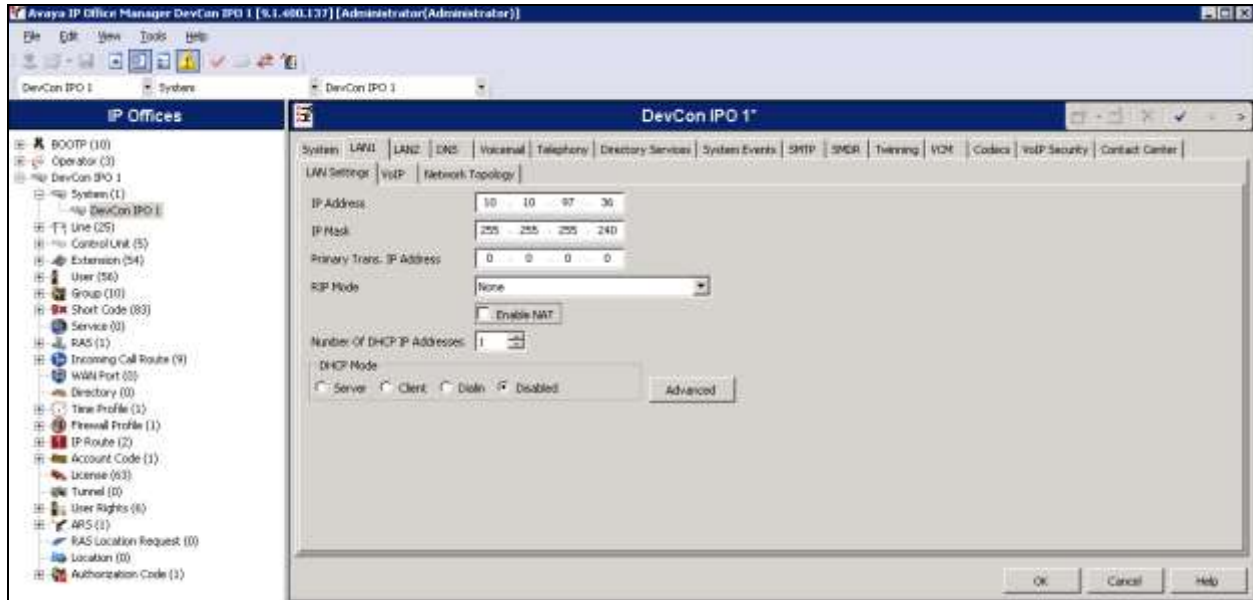 Avaya IP Office Manager DevCon IPO 1 [9.1.400.137] [Administrator(Administrator)]
File Edit View Tools Help
DevCon IPO 1 System DevCon IPO 1
IP Offices
BOOTP (10)
Operator (3)
DevCon IPO 1
System (1)
DevCon IPO 1
Line (25)
Control Unit (5)
Extension (54)
User (56)
Group (10)
Short Code (83)
Service (0)
RAS (1)
Incoming Call Route (9)
WAN Port (0)
Directory (0)
Time Profile (1)
Firewall Profile (1)
IP Route (2)
Account Code (1)
License (63)
Tunnel (0)
User Rights (6)
ARS (1)
RAS Location Request (0)
Location (0)
Authorization Code (1)
DevCon IPO 1*
System LAN1 LAN2 DNS Voicemail Telephony Directory Services System Events SMTP SMDR Twinning VCM Codecs VoIP Security Contact Center
LAN Settings VoIP Network Topology
IP Address 10 . 10 . 97 . 36
IP Mask 255 . 255 . 255 . 240
Primary Trans. IP Address 0 . 0 . 0 . 0
RIP Mode None
Enable NAT
Number Of DHCP IP Addresses 1
DHCP Mode
Server Client Dialin Disabled Advanced
OK Cancel Help